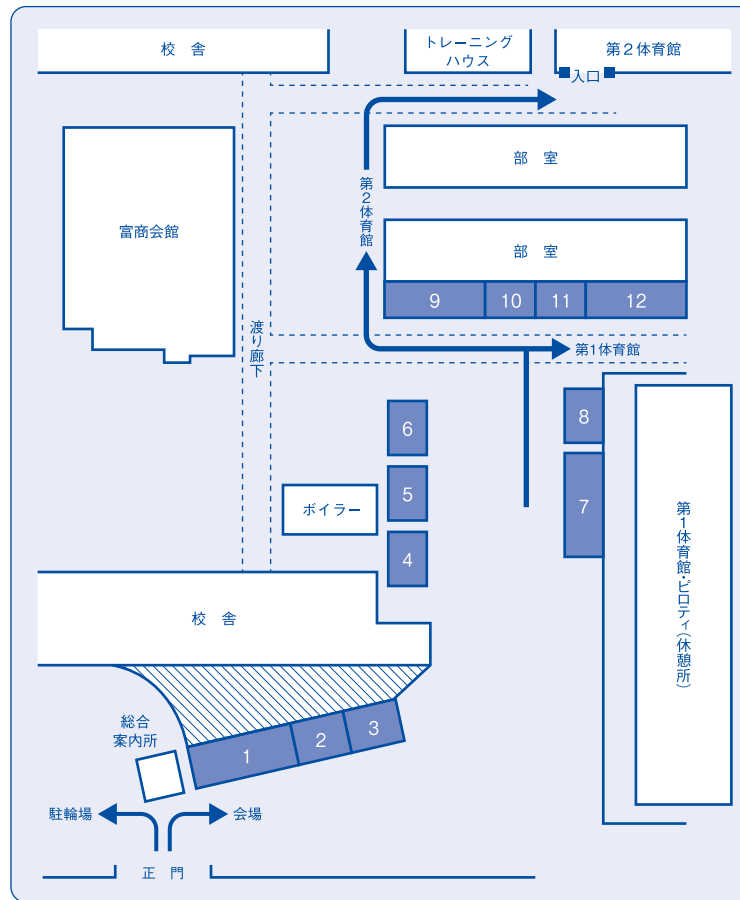 校 舎
トレーニング
ハウス
第2体育館
入口
部 室
第2体育館
富商会館
部 室
9
10
11
12
渡り廊下
第1体育館
8
6
5
7
ボイラー
4
第1体育館・ピロティ(休憩所)
校 舎
総合
案内所
1
2
3
駐輪場
会場
正 門